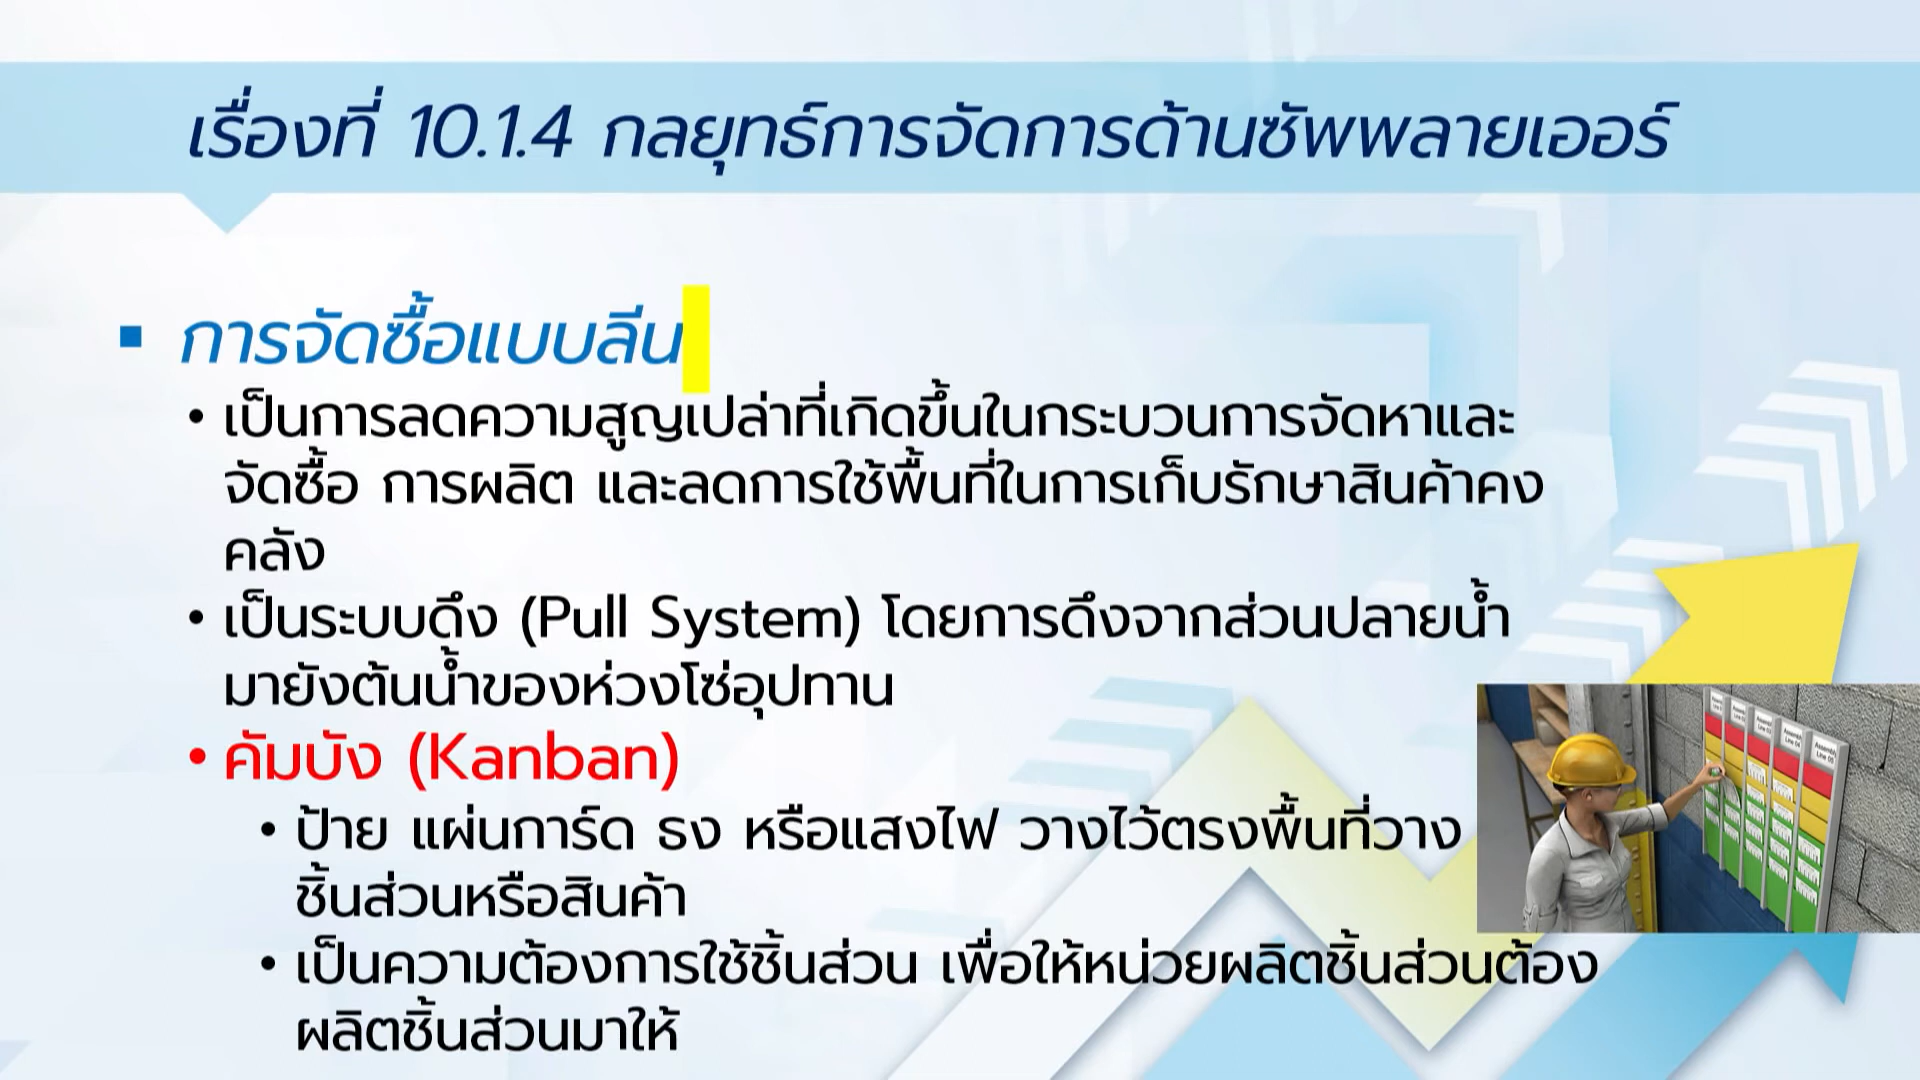 เรื่องที่ 10.1.4 กลยุทธ์การจัดการด้านซัพพลายเออร์
▪ การจัดซื้อแบบลีน
• เป็นการลดความสูญเปล่าที่เกิดขึ้นในกระบวนการจัดหาและ
จัดซื้อ การผลิต และลดการใช้พื้นที่ในการเก็บรักษาสินค้าคง
คลัง
• เป็นระบบดึง (Pull System) โดยการดึงจากส่วนปลายน้ำ
มายังต้นน้ำของห่วงโซ่อุปทาน
• คัมบัง (Kanban)
• ป้าย แผ่นการ์ด ธง หรือแสงไฟ วางไว้ตรงพื้นที่วาง
ชิ้นส่วนหรือสินค้า
• เป็นความต้องการใช้ชิ้นส่วน เพื่อให้หน่วยผลิตชิ้นส่วนต้อง
ผลิตชิ้นส่วนมาให้